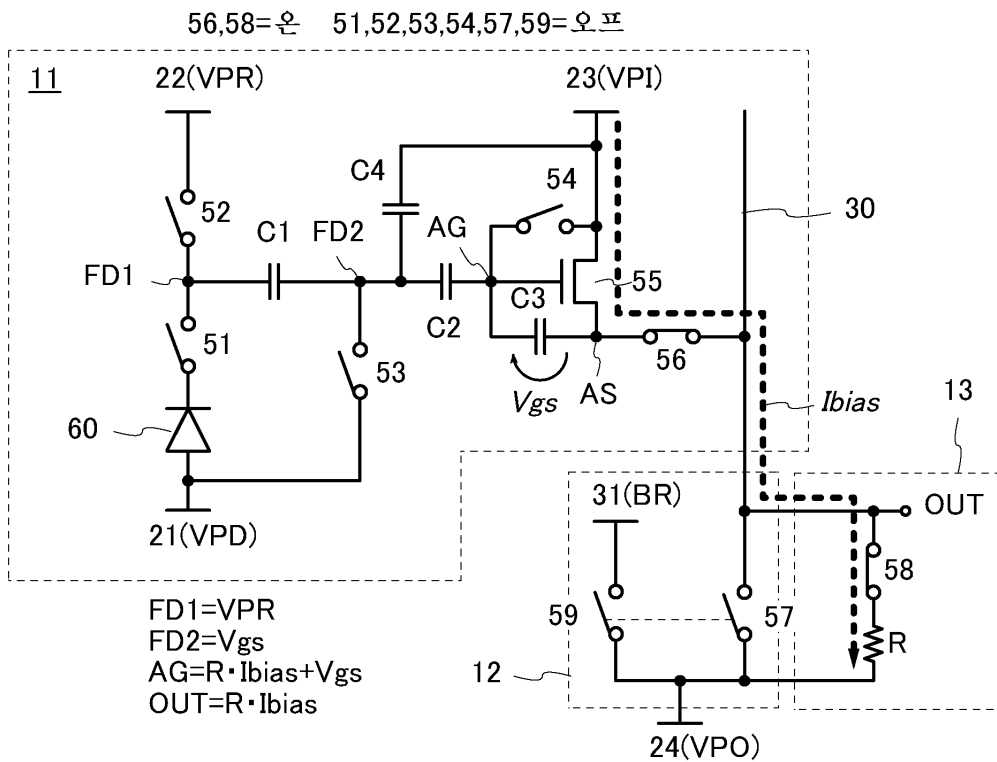 56,58=온 51,52,53,54,57,59=오프
11
22(VPR)
23(VPI)
C4
54
52
30
C1
FD2
AG
FD1
55
C3
C2
51
53
56
Vgs
AS
Ibias
13
60
31(BR)
OUT
21(VPD)
58
59
57
R
FD1=VPR
FD2=Vgs
AG=R·Ibias+Vgs
OUT=R·Ibias
12
24(VPO)